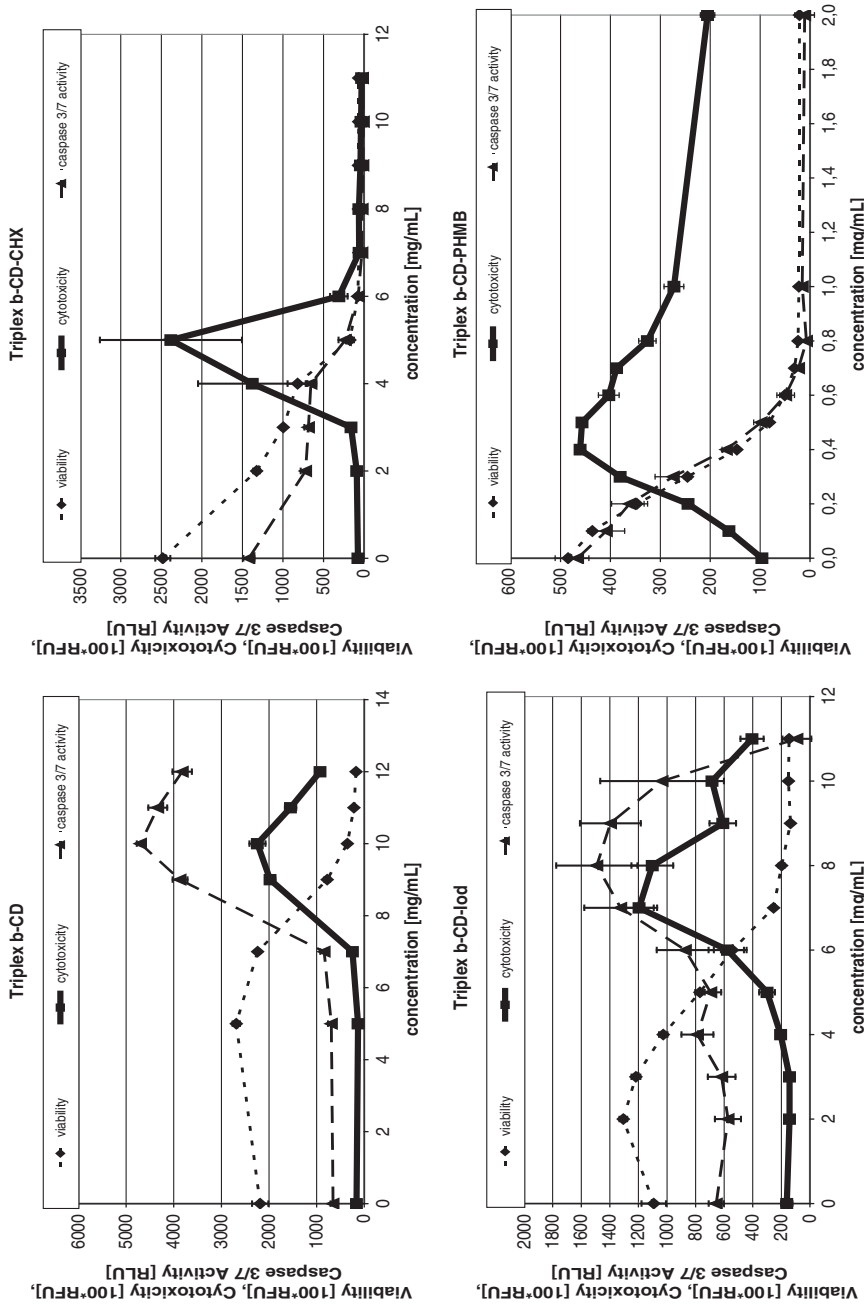 Triplex b-CD
viability
cytotoxicity
caspase 3/7 activity
Viability [100*RFU], Cytotoxicity [100*RFU],
Caspase 3/7 Activity [RLU]
6000
5000
4000
3000
2000
1000
0
0 2 4 6 8 10 12 14
concentration [mg/mL]
Triplex b-CD-CHX
viability
cytotoxicity
caspase 3/7 activity
Viability [100*RFU], Cytotoxicity [100*RFU],
Caspase 3/7 Activity [RLU]
3500
3000
2500
2000
1500
1000
500
0
0 2 4 6 8 10 12
concentration [mg/mL]
Triplex b-CD-Iod
viability
cytotoxicity
caspase 3/7 activity
Viability [100*RFU], Cytotoxicity [100*RFU],
Caspase 3/7 Activity [RLU]
2000
1800
1600
1400
1200
1000
800
600
400
200
0
0 2 4 6 8 10 12
concentration [mg/mL]
Triplex b-CD-PHMB
viability
cytotoxicity
caspase 3/7 activity
Viability [100*RFU], Cytotoxicity [100*RFU],
Caspase 3/7 Activity [RLU]
600
500
400
300
200
100
0
0,0 0,2 0,4 0,6 0,8 1,0 1,2 1,4 1,6 1,8 2,0
concentration [mg/mL]